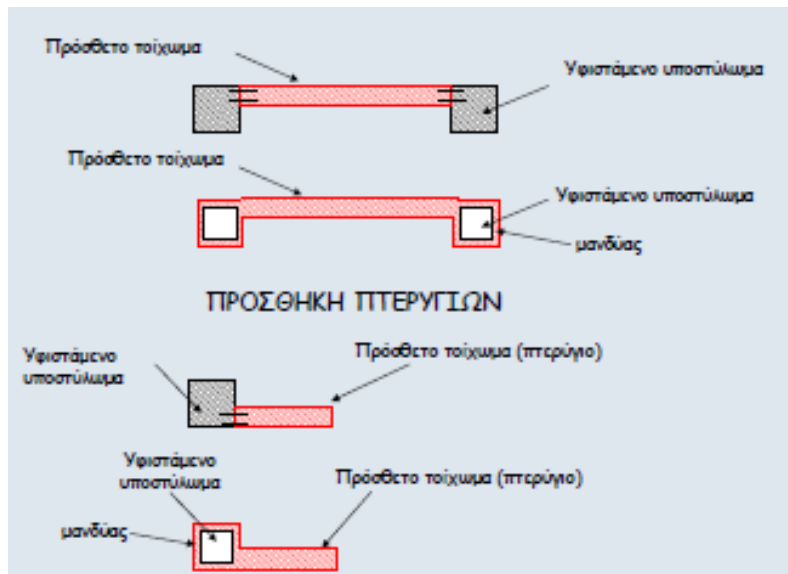 Πρόσθετο τοίχωμα
Υφιστάμενο υποστύλωμα
Πρόσθετο τοίχωμα
Υφιστάμενο υποστύλωμα
μανδύας
ΠΡΟΣΘΗΚΗ ΠΤΕΡΥΓΙΩΝ
Υφιστάμενο
υποστύλωμα
Πρόσθετο τοίχωμα (πτερύγιο)
Υφιστάμενο
υποστύλωμα
Πρόσθετο τοίχωμα (πτερύγιο)
μανδύας